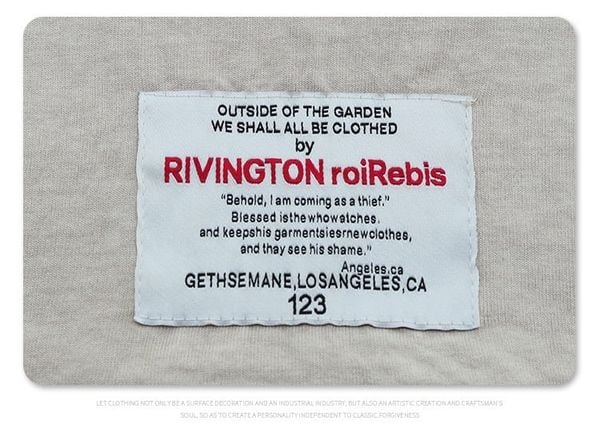 OUTSIDE OF THE GARDEN
WE SHALL ALL BE CLOTHED
by
RIVINGTON roiRebis
"Behold, I am coming as a thief."
Blessed isthewhowatches.
and keepshis garmentsiesrnewclothes,
and thay see his shame."
Angeles,ca
GETHSEMANE,LOSANGELES,CA
123
LET CLOTHING NOT ONLY BE A SURFACE DECORATION AND AN INDUSTRIAL INDUSTRY, BUT ALSO AN ARTISTIC CREATION AND CRAFTSMAN'S
SOUL, SO AS TO CREATE A PERSONALITY INDEPENDENT TO CLASSIC FORGIVENESS